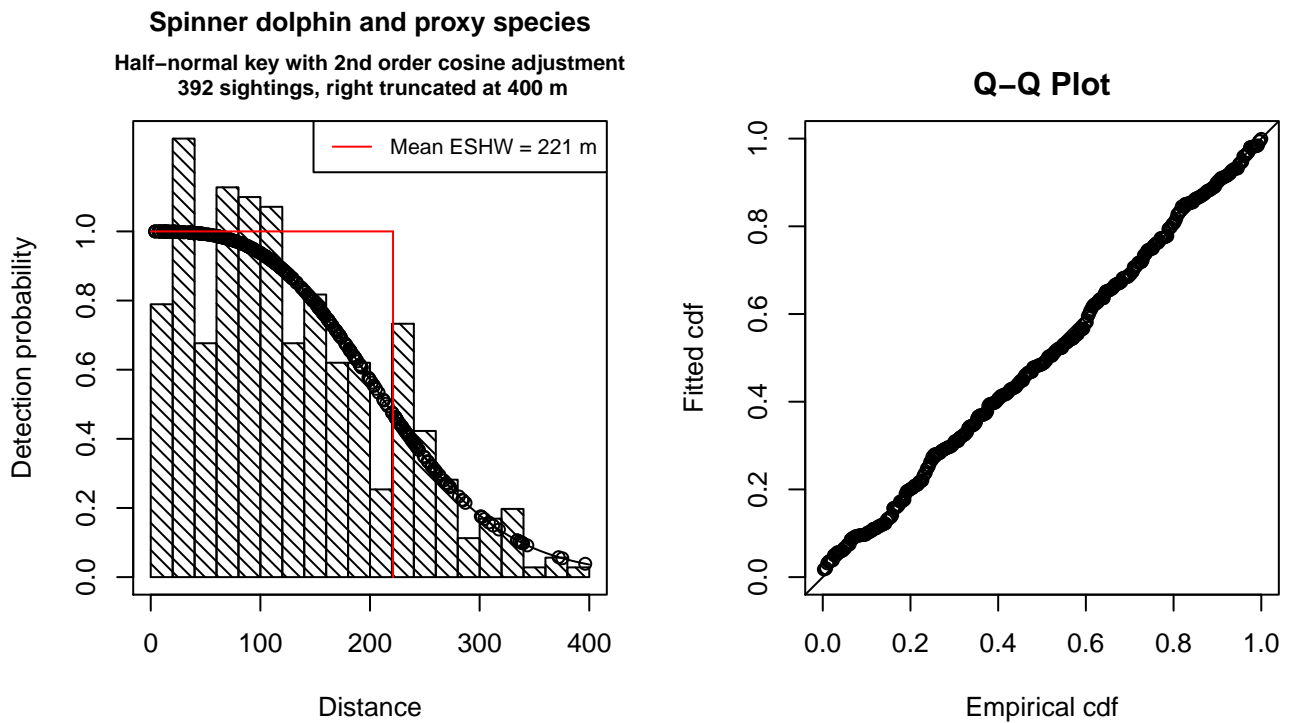 Spinner dolphin and proxy species
Half−normal key with 2nd order cosine adjustment
392 sightings, right truncated at 400 m
Mean ESHW = 221 m
Detection probability
0.0 0.2 0.4 0.6 0.8 1.0
0 100 200 300 400
Distance
Q−Q Plot
Fitted cdf
0.0 0.2 0.4 0.6 0.8 1.0
0.0 0.2 0.4 0.6 0.8 1.0
Empirical cdf